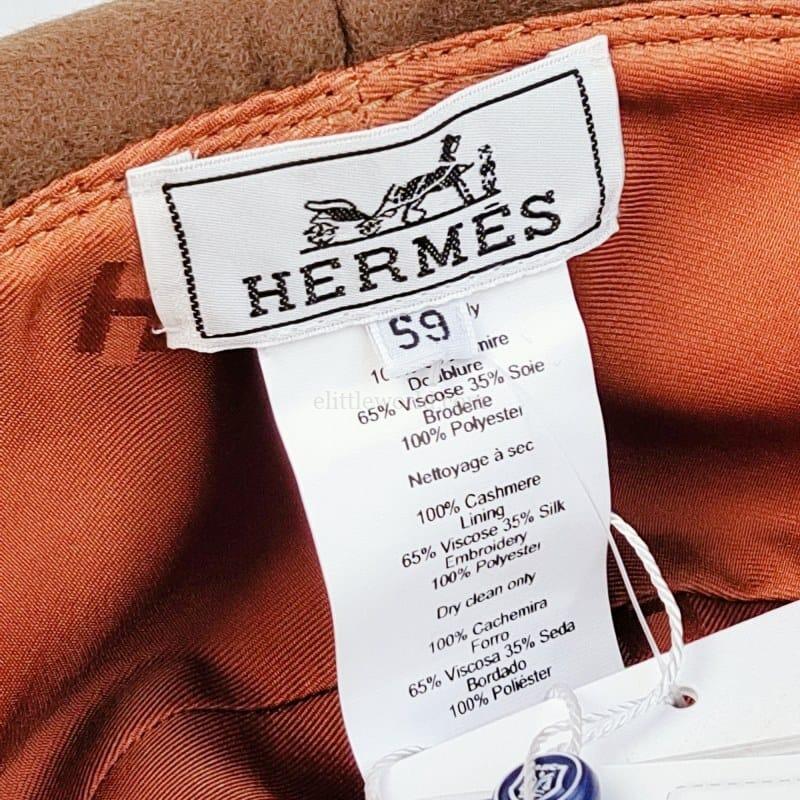 HERMÈS
59
Doublure
65% Viscose 35% Soie
Broderie
100% Polyester
Nettoyage à sec
100% Cashmere
Lining
65% Viscose 35% Silk
Embroidery
100% Polyester
Dry clean only
100% Cachemira
Forro
65% Viscosa 35% Seda
Bordado
100% Poliéster
H